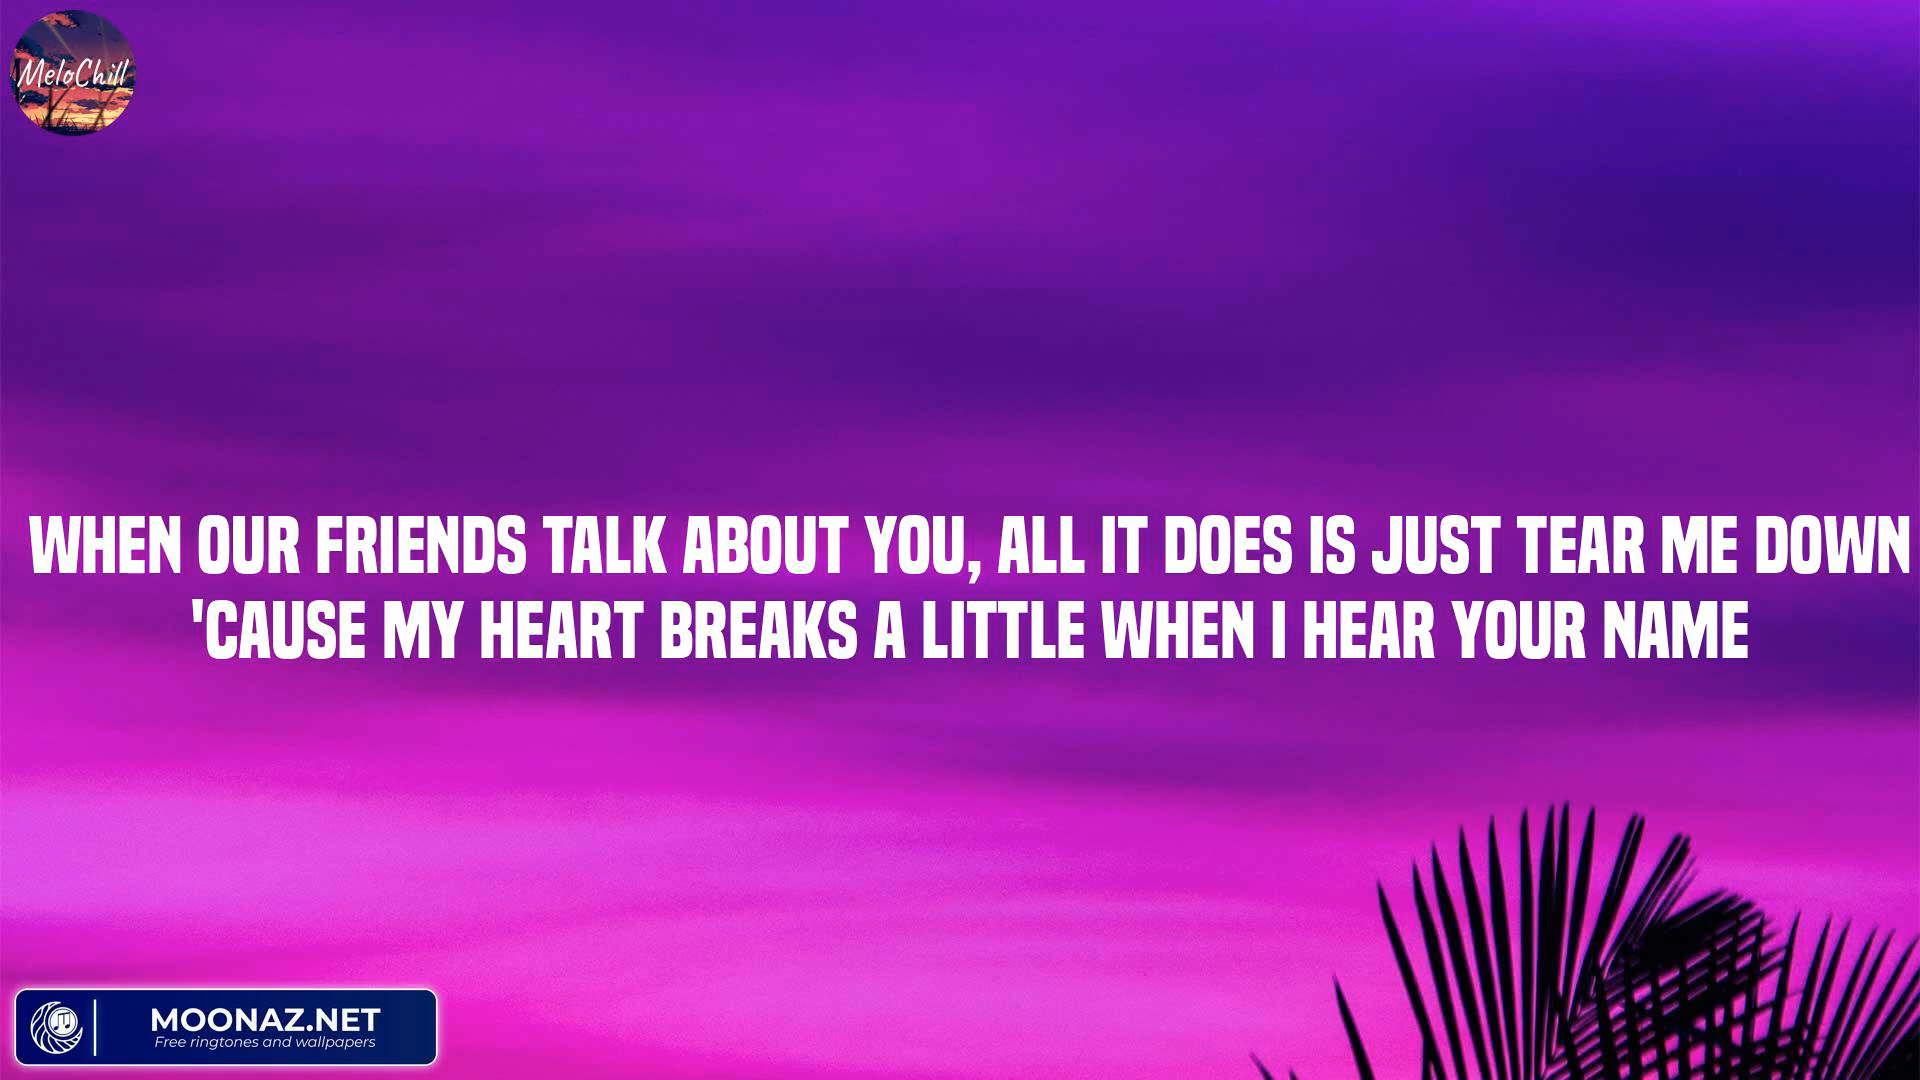 MeloChill
WHEN OUR FRIENDS TALK ABOUT YOU, ALL IT DOES IS JUST TEAR ME DOWN
'CAUSE MY HEART BREAKS A LITTLE WHEN I HEAR YOUR NAME
MOONAZ.NET
Free ringtones and wallpapers